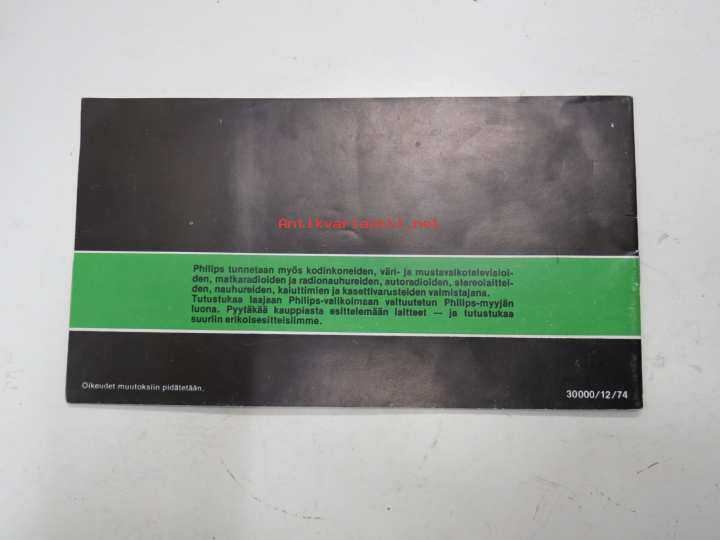 Antikvariaatti.net
Philips tunnetaan myös kodinkoneiden, väri- ja mustavalkotelevisioi-
den, matkaradioiden ja radionauhureiden, autoradioiden, stereolaittei-
den, nauhureiden, kaiuttimien ja kasettivarusteiden valmistajana.
Tutustukaa laajaan Philips-valikoimaan valtuutetun Philips-myyjän
luona. Pyytäkää kauppiasta esittelemään laitteet — ja tutustukaa
suuriin erikoisesitteisiimme.
Oikeudet muutoksiin pidätetään.
30000/12/74